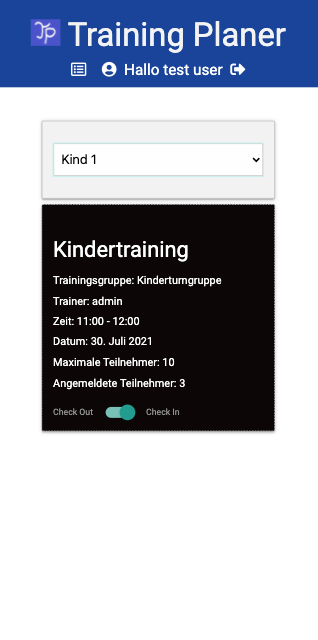 JP Training Planer
Hallo test user
Kind 1
Kindertraining
Trainingsgruppe: Kinderturngruppe
Trainer: admin
Zeit: 11:00 - 12:00
Datum: 30. Juli 2021
Maximale Teilnehmer: 10
Angemeldete Teilnehmer: 3
Check Out Check In